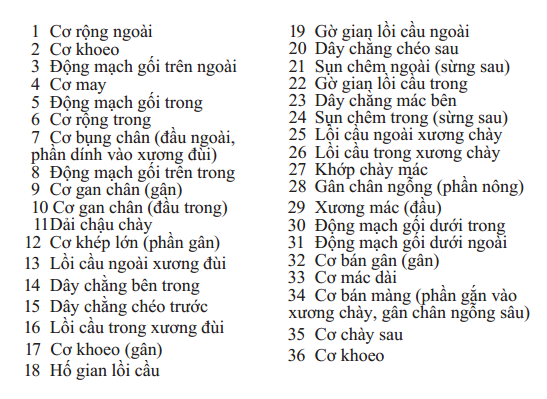 1 Cơ rộng ngoài
2 Cơ khoeo
3 Động mạch gối trên ngoài
4 Cơ may
5 Động mạch gối trong
6 Cơ rộng trong
7 Cơ bụng chân (đầu ngoài,
phần dính vào xương đùi)
8 Động mạch gối trên trong
9 Cơ gan chân (gân)
10 Cơ gan chân (đầu trong)
11 Dải chậu chày
12 Cơ khép lớn (phần gân)
13 Lồi cầu ngoài xương đùi
14 Dây chằng bên trong
15 Dây chằng chéo trước
16 Lồi cầu trong xương đùi
17 Cơ khoeo (gân)
18 Hố gian lồi cầu
19 Gờ gian lồi cầu ngoài
20 Dây chằng chéo sau
21 Sụn chêm ngoài (sừng sau)
22 Gờ gian lồi cầu trong
23 Dây chằng mác bên
24 Sụn chêm trong (sừng sau)
25 Lồi cầu ngoài xương chày
26 Lồi cầu trong xương chày
27 Khớp chày mác
28 Gân chân ngỗng (phần nông)
29 Xương mác (đầu)
30 Động mạch gối dưới trong
31 Động mạch gối dưới ngoài
32 Cơ bán gân (gân)
33 Cơ mác dài
34 Cơ bán màng (phần gắn vào
xương chày, gân chân ngỗng sâu)
35 Cơ chày sau
36 Cơ khoeo